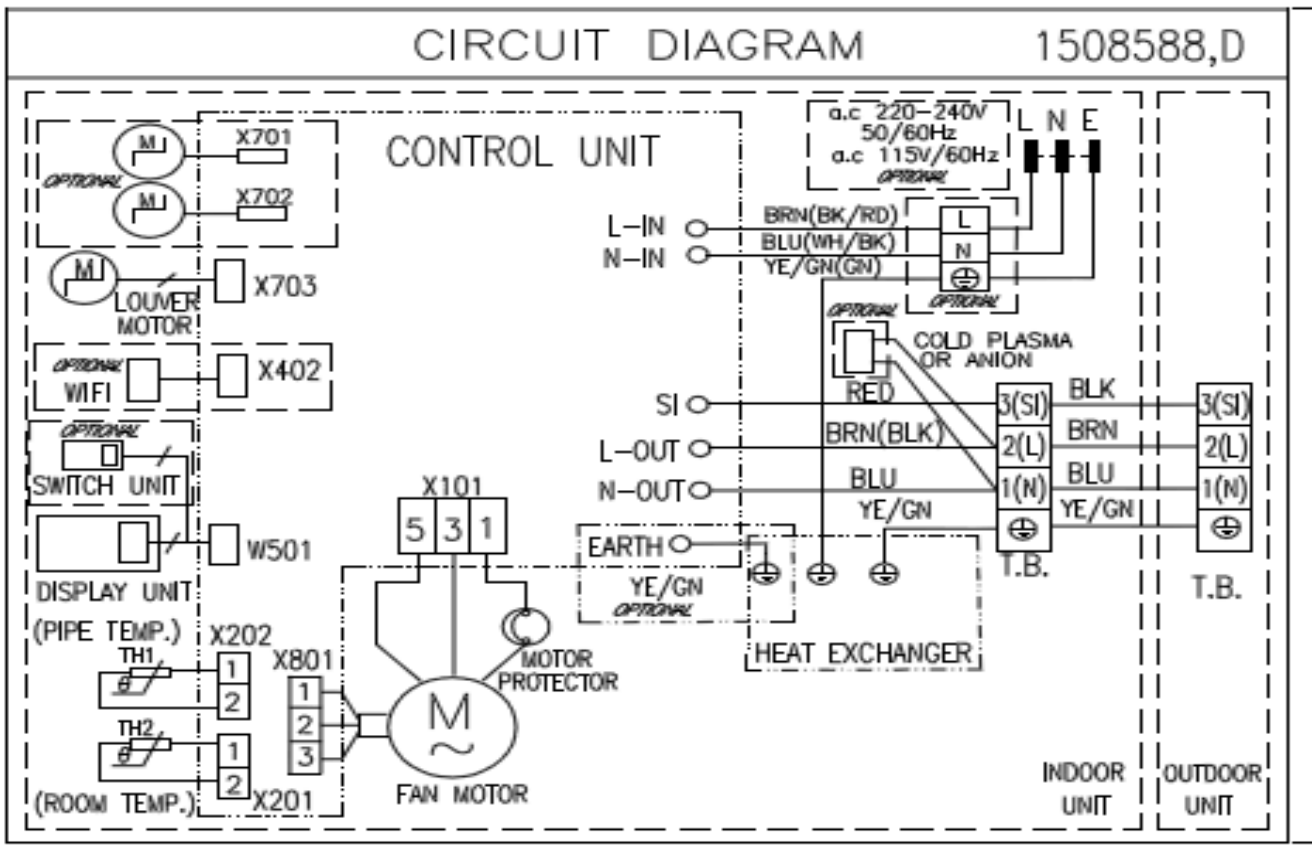 CIRCUIT DIAGRAM 1508588,D
a.c 220-240V
50/60Hz
a.c 115V/60Hz
OPTIONAL
L N E
CONTROL UNIT
M
X701
OPTIONAL
M
X702
M
X703
LOUVER
MOTOR
L-IN
N-IN
BRN(BK/RD)
BLU(WH/BK)
YE/GN(GN)
L
N
OPTIONAL
OPTIONAL
COLD PLASMA
OR ANION
OPTIONAL
WIFI
X402
SI
L-OUT
N-OUT
RED
BRN(BLK)
BLU
YE/GN
3(SI)
2(L)
1(N)
T.B.
BLK
BRN
BLU
YE/GN
3(SI)
2(L)
1(N)
T.B.
OPTIONAL
SWITCH UNIT
W501
DISPLAY UNIT
X101
5 3 1
EARTH
YE/GN
OPTIONAL
HEAT EXCHANGER
(PIPE TEMP.)
TH1
θ
X202
1
2
X801
1
2
3
MOTOR
PROTECTOR
M
~
FAN MOTOR
TH2
θ
1
2
X201
(ROOM TEMP.)
INDOOR
UNIT
OUTDOOR
UNIT